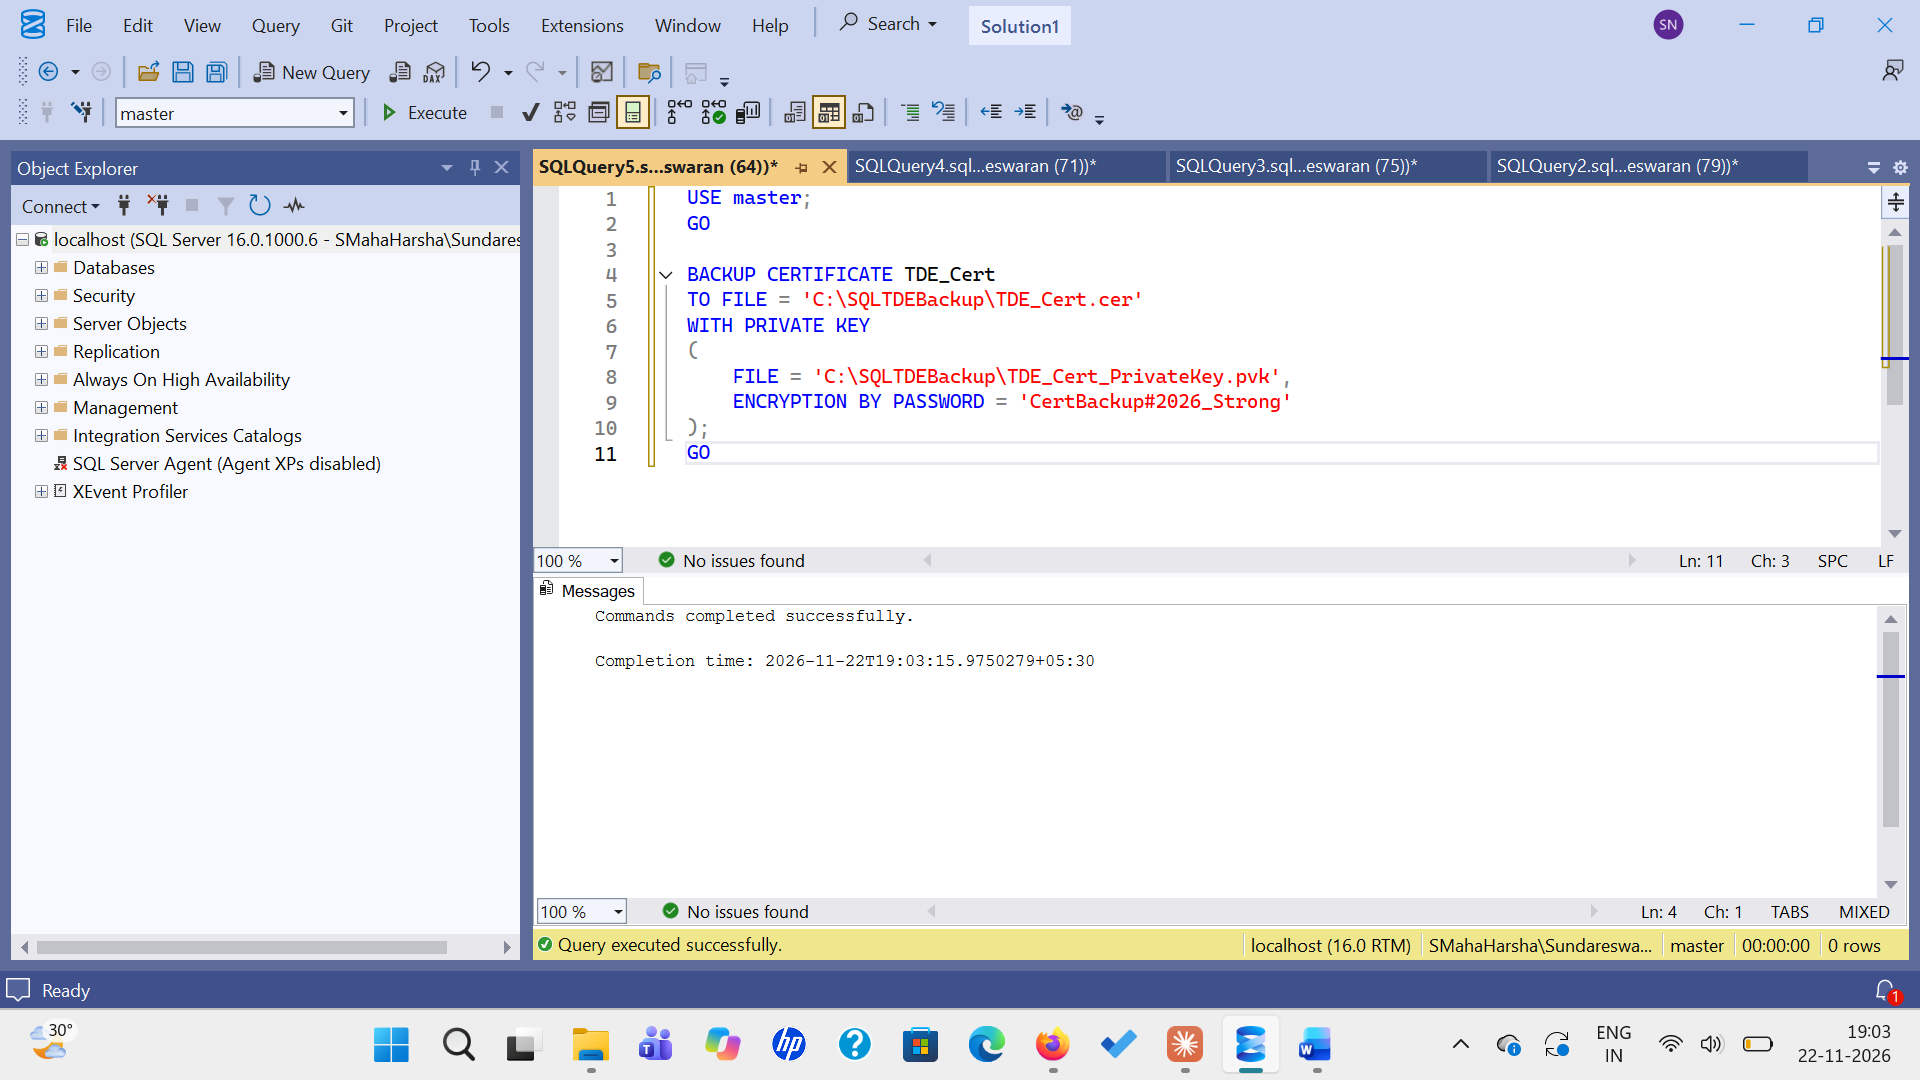 File Edit View Query Git Project Tools Extensions Window Help Search Solution1 SN
New Query DAX
master Execute
Object Explorer
Connect
localhost (SQL Server 16.0.1000.6 - SMahaHarsha\Sundares
Databases
Security
Server Objects
Replication
Always On High Availability
Management
Integration Services Catalogs
SQL Server Agent (Agent XPs disabled)
XEvent Profiler
SQLQuery5.s...swaran (64))* SQLQuery4.sql...eswaran (71))* SQLQuery3.sql...eswaran (75))* SQLQuery2.sql...eswaran (79))*
1 USE master;
2 GO
3
4 BACKUP CERTIFICATE TDE_Cert
5 TO FILE = 'C:\SQLTDEBackup\TDE_Cert.cer'
6 WITH PRIVATE KEY
7 (
8 FILE = 'C:\SQLTDEBackup\TDE_Cert_PrivateKey.pvk',
9 ENCRYPTION BY PASSWORD = 'CertBackup#2026_Strong'
10 );
11 GO
100 % No issues found Ln: 11 Ch: 3 SPC LF
Messages
Commands completed successfully.
Completion time: 2026-11-22T19:03:15.9750279+05:30
100 % No issues found Ln: 4 Ch: 1 TABS MIXED
Query executed successfully. localhost (16.0 RTM) SMahaHarsha\Sundareswa... master 00:00:00 0 rows
Ready 1
30° ENG 19:03
IN 22-11-2026